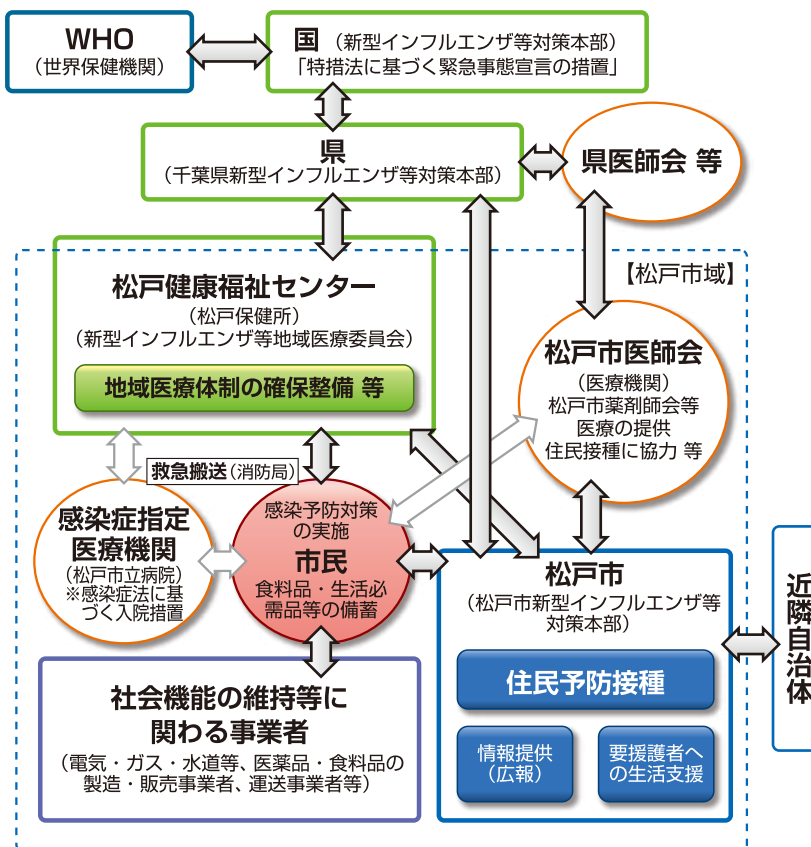 WHO
（世界保健機関）
国（新型インフルエンザ等対策本部）
「特措法に基づく緊急事態宣言の措置」
県
（千葉県新型インフルエンザ等対策本部）
県医師会 等
【松戸市域】
松戸健康福祉センター
（松戸保健所）
（新型インフルエンザ等地域医療委員会）
地域医療体制の確保整備 等
松戸市医師会
（医療機関）
松戸市薬剤師会等
医療の提供
住民接種に協力 等
救急搬送（消防局）
感染症指定
医療機関
（松戸市立病院）
※感染症法に基
づく入院措置
感染予防対策
の実施
市民
食料品・生活必
需品等の備蓄
松戸市
（松戸市新型インフルエンザ等
対策本部）
住民予防接種
情報提供
（広報）
要援護者へ
の生活支援
近隣自治体
社会機能の維持等に
関わる事業者
（電気・ガス・水道等、医薬品・食料品の
製造・販売事業者、運送事業者等）